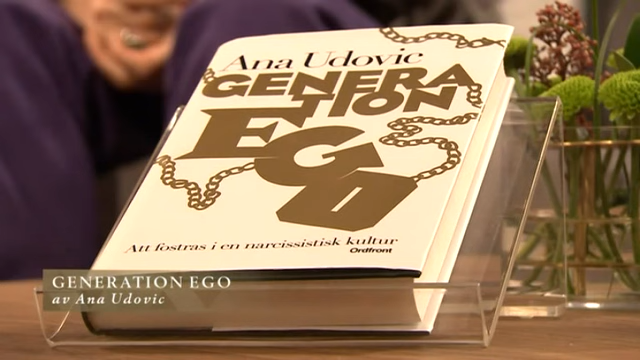 Ana Udovic
GENERA
TION
EGO
Att fostras i en narcissistisk kultur
Ordfront
GENERATION EGO
av Ana Udovic